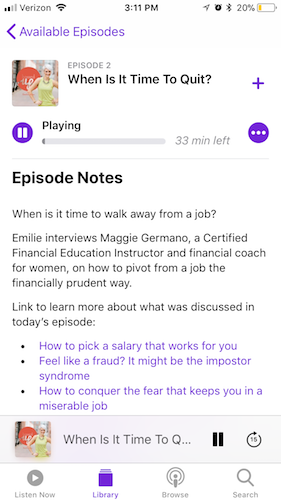 Verizon 3:11 PM 20%
Available Episodes
EPISODE 2
When Is It Time To Quit?
Playing
33 min left
Episode Notes
When is it time to walk away from a job?
Emilie interviews Maggie Germano, a Certified
Financial Education Instructor and financial coach
for women, on how to pivot from a job the
financially prudent way.
Link to learn more about what was discussed in
today's episode:
• How to pick a salary that works for you
• Feel like a fraud? It might be the impostor
syndrome
• How to conquer the fear that keeps you in a
miserable job
When Is It Time To Q...
15
Listen Now Library Browse Search